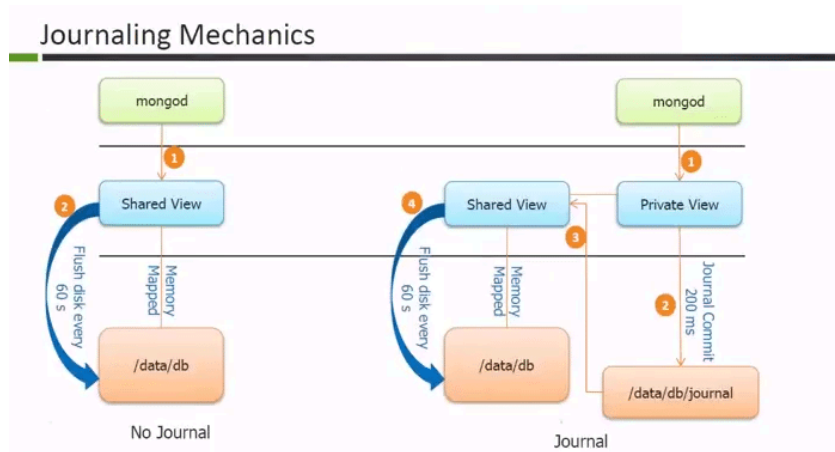 Journaling Mechanics
mongod
1
2
Shared View
Flush disk every
60 s
Memory
Mapped
/data/db
No Journal
mongod
1
4
Shared View
Private View
3
Flush disk every
60 s
Memory
Mapped
2
Journal Commit
200 ms
/data/db
/data/db/journal
Journal